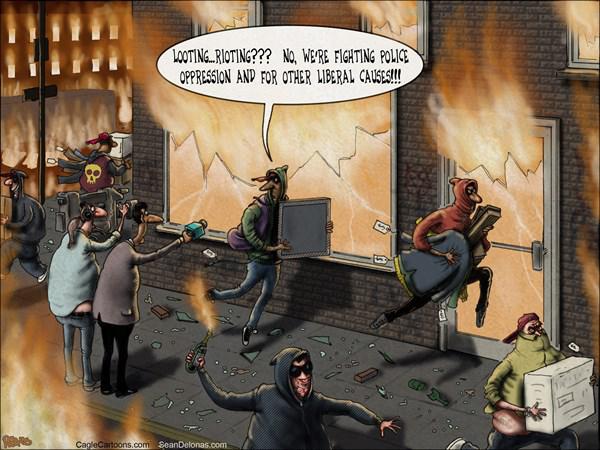 LOOTING...RIOTING??? NO, WE'RE FIGHTING POLICE
OPPRESSION AND FOR OTHER LIBERAL CAUSES!!!
CagleCartoons.com SeanDelonas.com